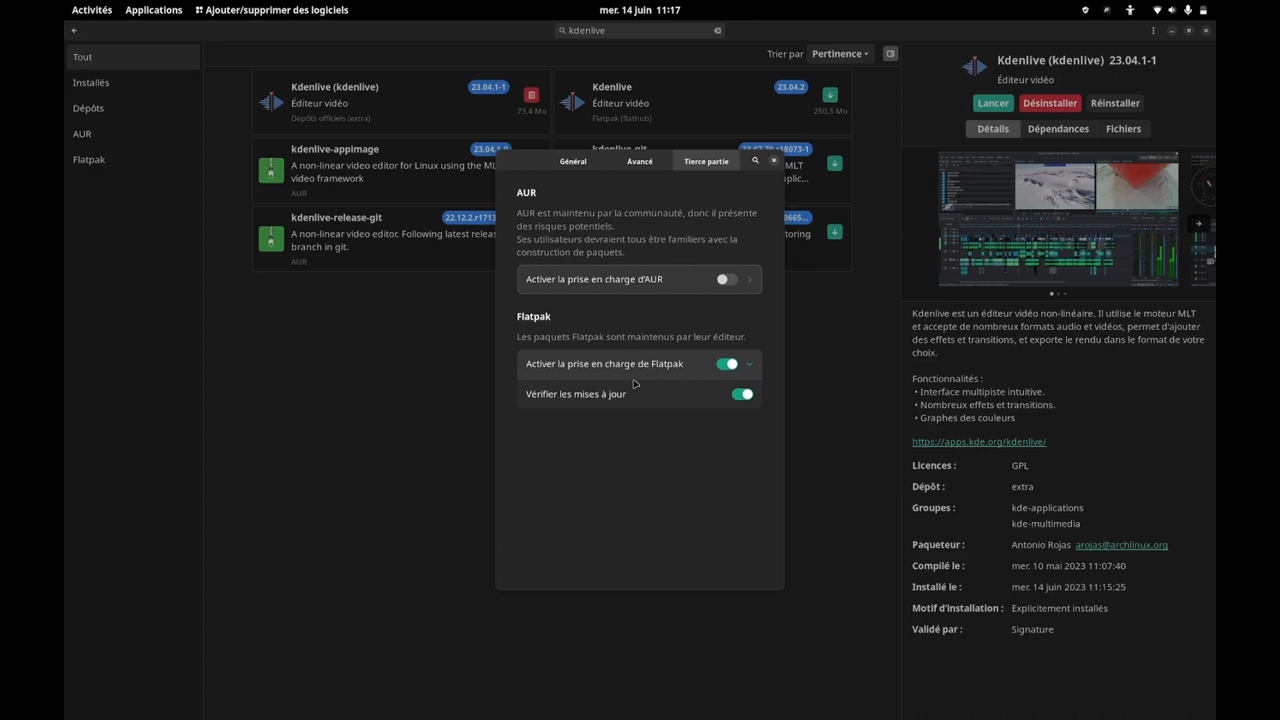 Activités Applications Ajouter/supprimer des logiciels mer. 14 juin 11:17
kdenlive
Tout
Installés
Dépôts
AUR
Flatpak
Trier par Pertinence
Kdenlive (kdenlive) 23.04.1-1
Éditeur vidéo
Dépôts officiels (extra)
73,4 Mo
Kdenlive 23.04.2
Éditeur vidéo
Flatpak (flathub)
250,5 Mo
kdenlive-appimage
A non-linear video editor for Linux using the MLT
video framework
AUR
kdenlive-release-git 22.12.2.r1713
A non-linear video editor. Following latest releas
branch in git.
AUR
Général Avancé Tierce partie
AUR
AUR est maintenu par la communauté, donc il présente
des risques potentiels.
Ses utilisateurs devraient tous être familiers avec la
construction de paquets.
Activer la prise en charge d'AUR
Flatpak
Les paquets Flatpak sont maintenus par leur éditeur.
Activer la prise en charge de Flatpak
Vérifier les mises à jour
Kdenlive (kdenlive) 23.04.1-1
Éditeur vidéo
Lancer Désinstaller Réinstaller
Détails Dépendances Fichiers
Kdenlive est un éditeur vidéo non-linéaire. Il utilise le moteur MLT
et accepte de nombreux formats audio et vidéos, permet d'ajouter
des effets et transitions, et exporte le rendu dans le format de votre
choix.
Fonctionnalités :
• Interface multipiste intuitive.
• Nombreux effets et transitions.
• Graphes des couleurs
https://apps.kde.org/kdenlive/
Licences : GPL
Dépôt : extra
Groupes : kde-applications
kde-multimedia
Paqueteur : Antonio Rojas arojas@archlinux.org
Compilé le : mer. 10 mai 2023 11:07:40
Installé le : mer. 14 juin 2023 11:15:25
Motif d'installation : Explicitement installés
Validé par : Signature